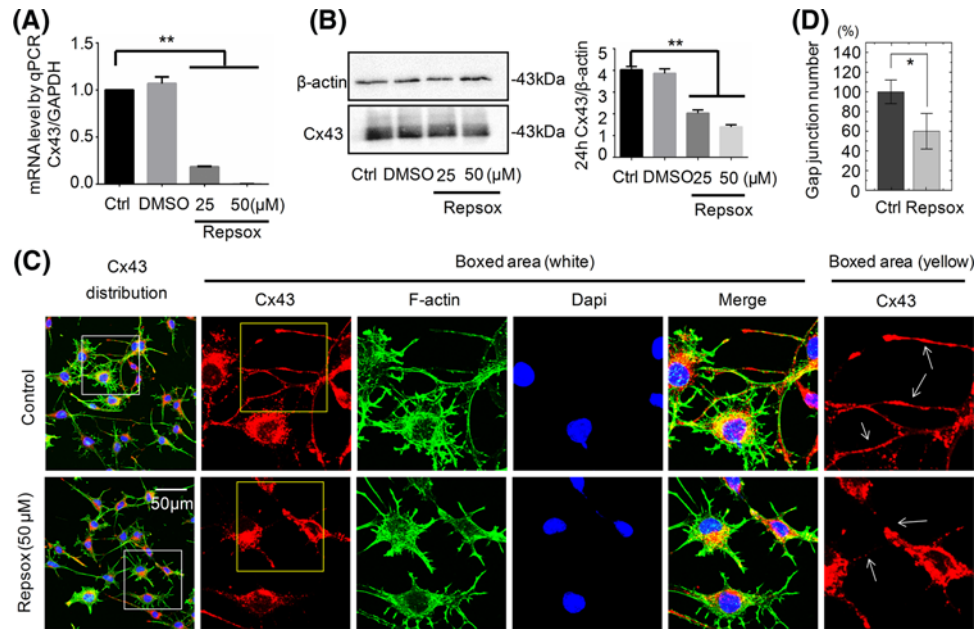 (A)
mRNA level by qPCR
Cx43/GAPDH
1.5
1.0
0.5
0.0
**
Ctrl DMSO 25 50(μM)
Repsox
(B)
β-actin
-43kDa
Cx43
-43kDa
Ctrl DMSO 25 50 (μM)
Repsox
24h Cx43/β-actin
5
4
3
2
1
0
**
Ctrl DMSO 25 50 (μM)
Repsox
(D)
(%)
Gap junction number
140
120
100
80
60
40
20
0
*
Ctrl Repsox
(C)
Cx43
distribution
Boxed area (white)
Boxed area (yellow)
Cx43
F-actin
Dapi
Merge
Cx43
Control
Repsox (50 μM)
50μm